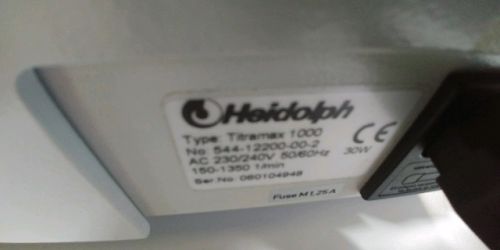 Heidolph
Type: Titramax 1000
No 544-12200-00-2
AC 230/240V 50/60Hz
150-1350 1/min
30W
Ser.No 060104948
CE
Fuse M1,25A